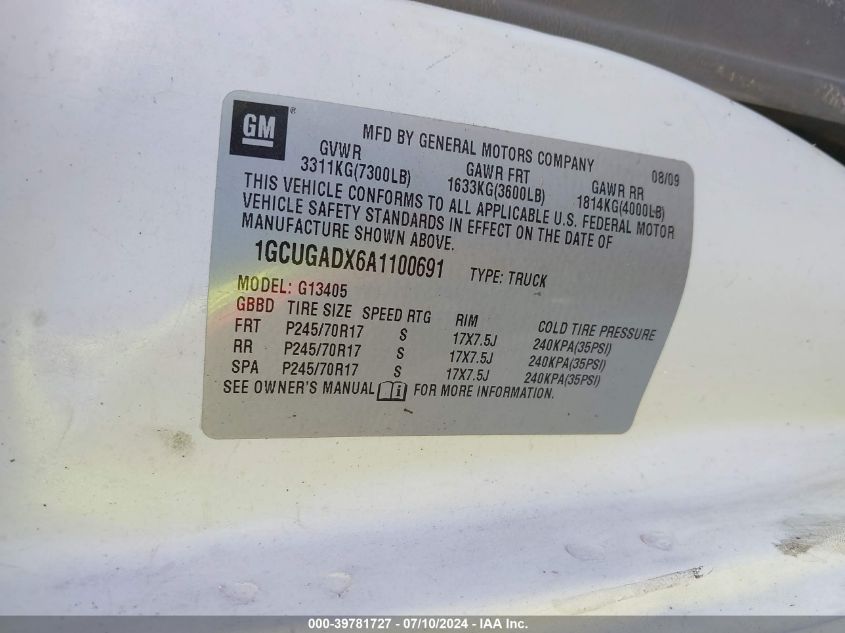 GM ®
MFD BY GENERAL MOTORS COMPANY 08/09
GVWR GAWR FRT GAWR RR
3311KG(7300LB) 1633KG(3600LB) 1814KG(4000LB)
THIS VEHICLE CONFORMS TO ALL APPLICABLE U.S. FEDERAL MOTOR
VEHICLE SAFETY STANDARDS IN EFFECT ON THE DATE OF
MANUFACTURE SHOWN ABOVE.
1GCUGADX6A1100691 TYPE: TRUCK
MODEL: G13405
GBBD TIRE SIZE SPEED RTG RIM COLD TIRE PRESSURE
FRT P245/70R17 S 17X7.5J 240KPA(35PSI)
RR P245/70R17 S 17X7.5J 240KPA(35PSI)
SPA P245/70R17 S 17X7.5J 240KPA(35PSI)
SEE OWNER'S MANUAL i FOR MORE INFORMATION.
000-39781727 - 07/10/2024 - IAA Inc.